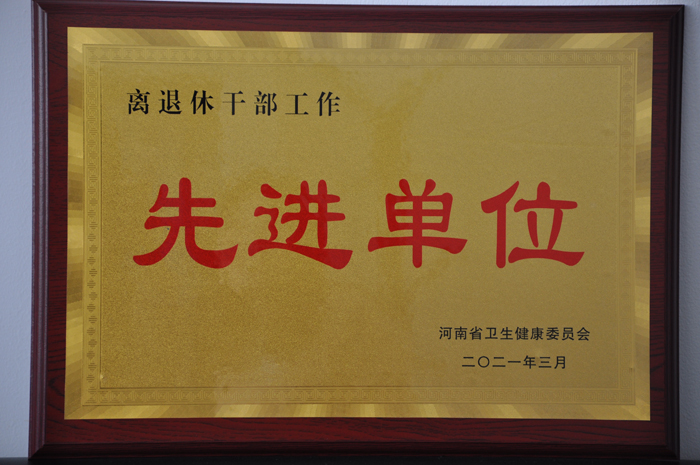 离退休干部工作
先进单位
河南省卫生健康委员会
二〇二一年三月